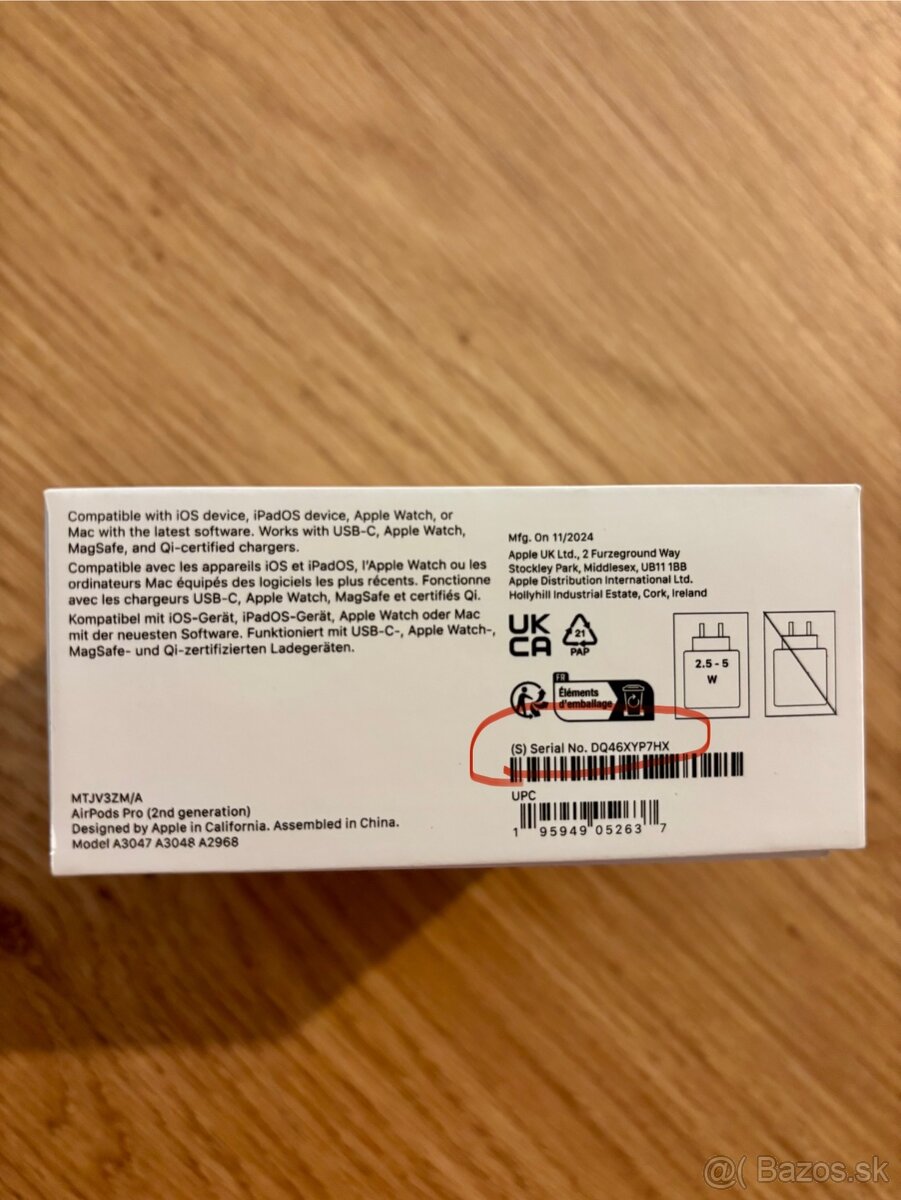 Compatible with iOS device, iPadOS device, Apple Watch, or
Mac with the latest software. Works with USB-C, Apple Watch,
MagSafe, and Qi-certified chargers.
Compatible avec les appareils iOS et iPadOS, l'Apple Watch ou les
ordinateurs Mac équipés des logiciels les plus récents. Fonctionne
avec les chargeurs USB-C, Apple Watch, MagSafe et certifiés Qi.
Kompatibel mit iOS-Gerät, iPadOS-Gerät, Apple Watch oder Mac
mit der neuesten Software. Funktioniert mit USB-C-, Apple Watch-,
MagSafe- und Qi-zertifizierten Ladegeräten.
MTJV3ZM/A
AirPods Pro (2nd generation)
Designed by Apple in California. Assembled in China.
Model A3047 A3048 A2968
Mfg. On 11/2024
Apple UK Ltd., 2 Furzeground Way
Stockley Park, Middlesex, UB11 1BB
Apple Distribution International Ltd.
Hollyhill Industrial Estate, Cork, Ireland
UK
CA
21
PAP
2.5 - 5
W
FR
Éléments
d'emballage
(S) Serial No. DQ46XYP7HX
UPC
1 95949 05263 7
@( Bazos.sk